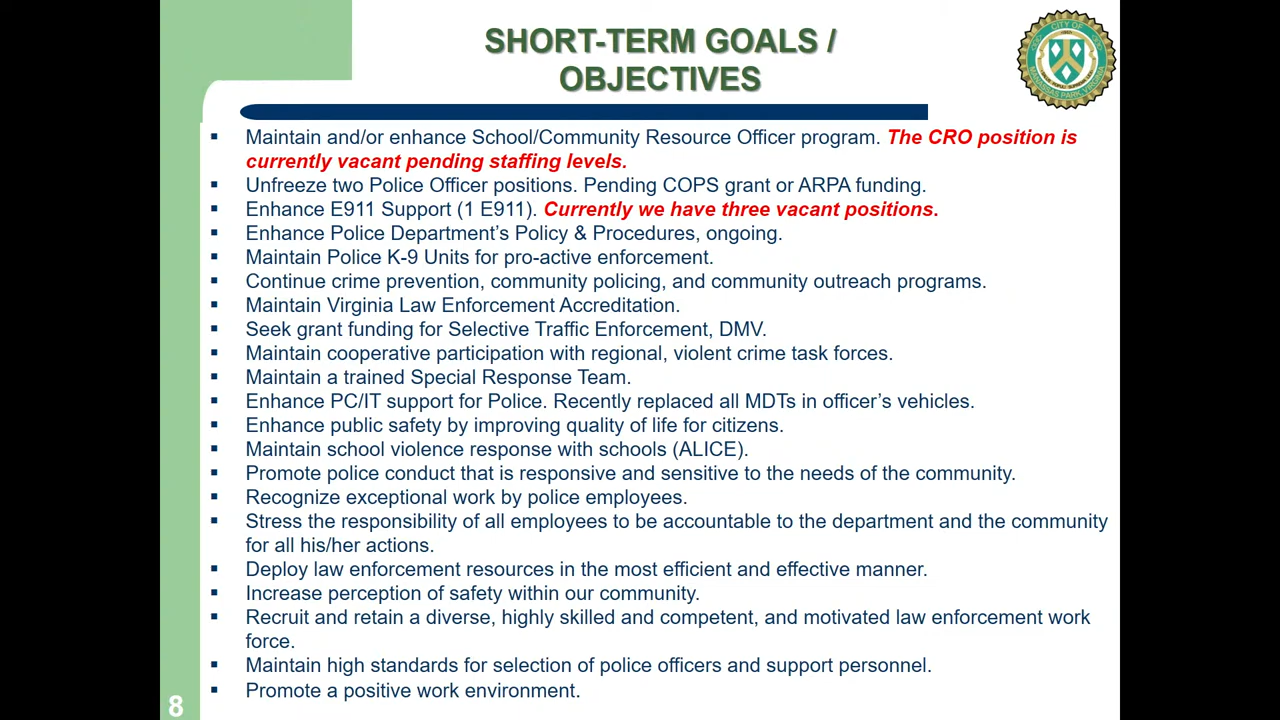 SHORT-TERM GOALS /
OBJECTIVES
CITY OF
MANASSAS PARK, VIRGINIA
▪ Maintain and/or enhance School/Community Resource Officer program. The CRO position is
currently vacant pending staffing levels.
▪ Unfreeze two Police Officer positions. Pending COPS grant or ARPA funding.
▪ Enhance E911 Support (1 E911). Currently we have three vacant positions.
▪ Enhance Police Department’s Policy & Procedures, ongoing.
▪ Maintain Police K-9 Units for pro-active enforcement.
▪ Continue crime prevention, community policing, and community outreach programs.
▪ Maintain Virginia Law Enforcement Accreditation.
▪ Seek grant funding for Selective Traffic Enforcement, DMV.
▪ Maintain cooperative participation with regional, violent crime task forces.
▪ Maintain a trained Special Response Team.
▪ Enhance PC/IT support for Police. Recently replaced all MDTs in officer’s vehicles.
▪ Enhance public safety by improving quality of life for citizens.
▪ Maintain school violence response with schools (ALICE).
▪ Promote police conduct that is responsive and sensitive to the needs of the community.
▪ Recognize exceptional work by police employees.
▪ Stress the responsibility of all employees to be accountable to the department and the community
for all his/her actions.
▪ Deploy law enforcement resources in the most efficient and effective manner.
▪ Increase perception of safety within our community.
▪ Recruit and retain a diverse, highly skilled and competent, and motivated law enforcement work
force.
▪ Maintain high standards for selection of police officers and support personnel.
▪ Promote a positive work environment.
8